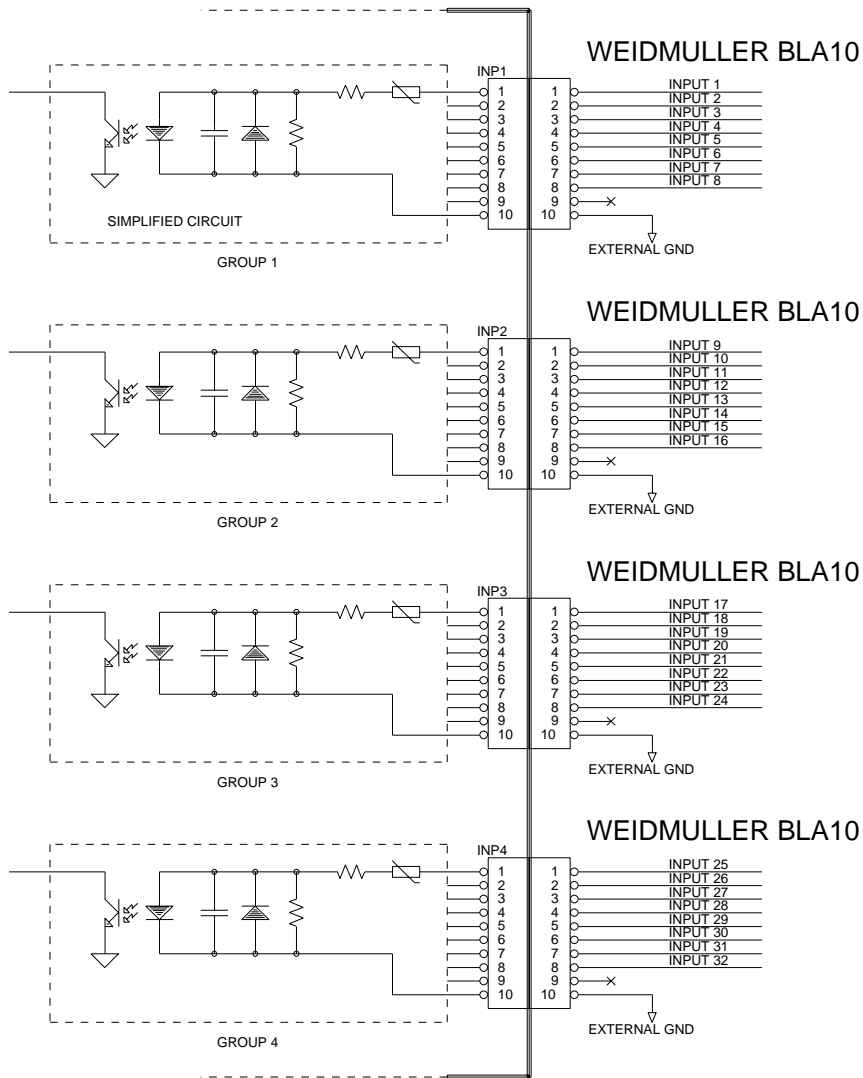 WEIDMULLER BLA10
INP1
1 1 INPUT 1
2 2 INPUT 2
3 3 INPUT 3
4 4 INPUT 4
5 5 INPUT 5
6 6 INPUT 6
7 7 INPUT 7
8 8 INPUT 8
9 9
10 10
SIMPLIFIED CIRCUIT
EXTERNAL GND
GROUP 1
WEIDMULLER BLA10
INP2
1 1 INPUT 9
2 2 INPUT 10
3 3 INPUT 11
4 4 INPUT 12
5 5 INPUT 13
6 6 INPUT 14
7 7 INPUT 15
8 8 INPUT 16
9 9
10 10
EXTERNAL GND
GROUP 2
WEIDMULLER BLA10
INP3
1 1 INPUT 17
2 2 INPUT 18
3 3 INPUT 19
4 4 INPUT 20
5 5 INPUT 21
6 6 INPUT 22
7 7 INPUT 23
8 8 INPUT 24
9 9
10 10
EXTERNAL GND
GROUP 3
WEIDMULLER BLA10
INP4
1 1 INPUT 25
2 2 INPUT 26
3 3 INPUT 27
4 4 INPUT 28
5 5 INPUT 29
6 6 INPUT 30
7 7 INPUT 31
8 8 INPUT 32
9 9
10 10
EXTERNAL GND
GROUP 4